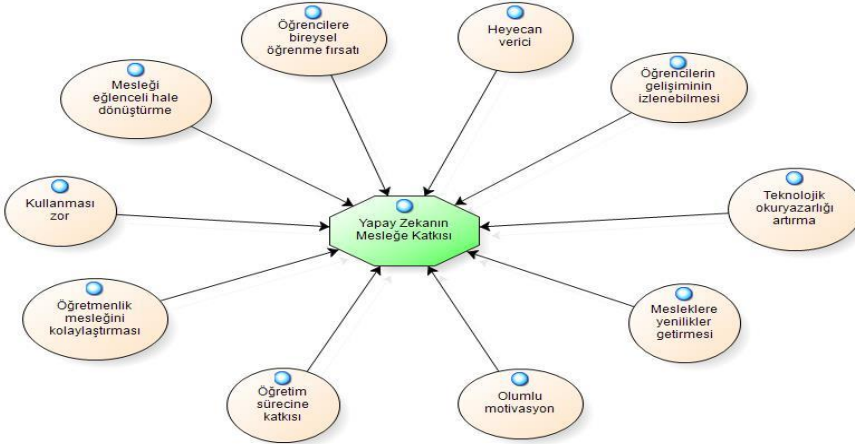 Öğrencilere
bireysel
öğrenme fırsatı
Heyecan
verici
Mesleği
eğlenceli hale
dönüştürme
Öğrencilerin
gelişiminin
izlenebilmesi
Kullanması
zor
Yapay Zekanın
Mesleğe Katkısı
Teknolojik
okuryazarlığı
artırma
Öğretmenlik
mesleğini
kolaylaştırması
Mesleklere
yenilikler
getirmesi
Öğretim
sürecine
katkısı
Olumlu
motivasyon